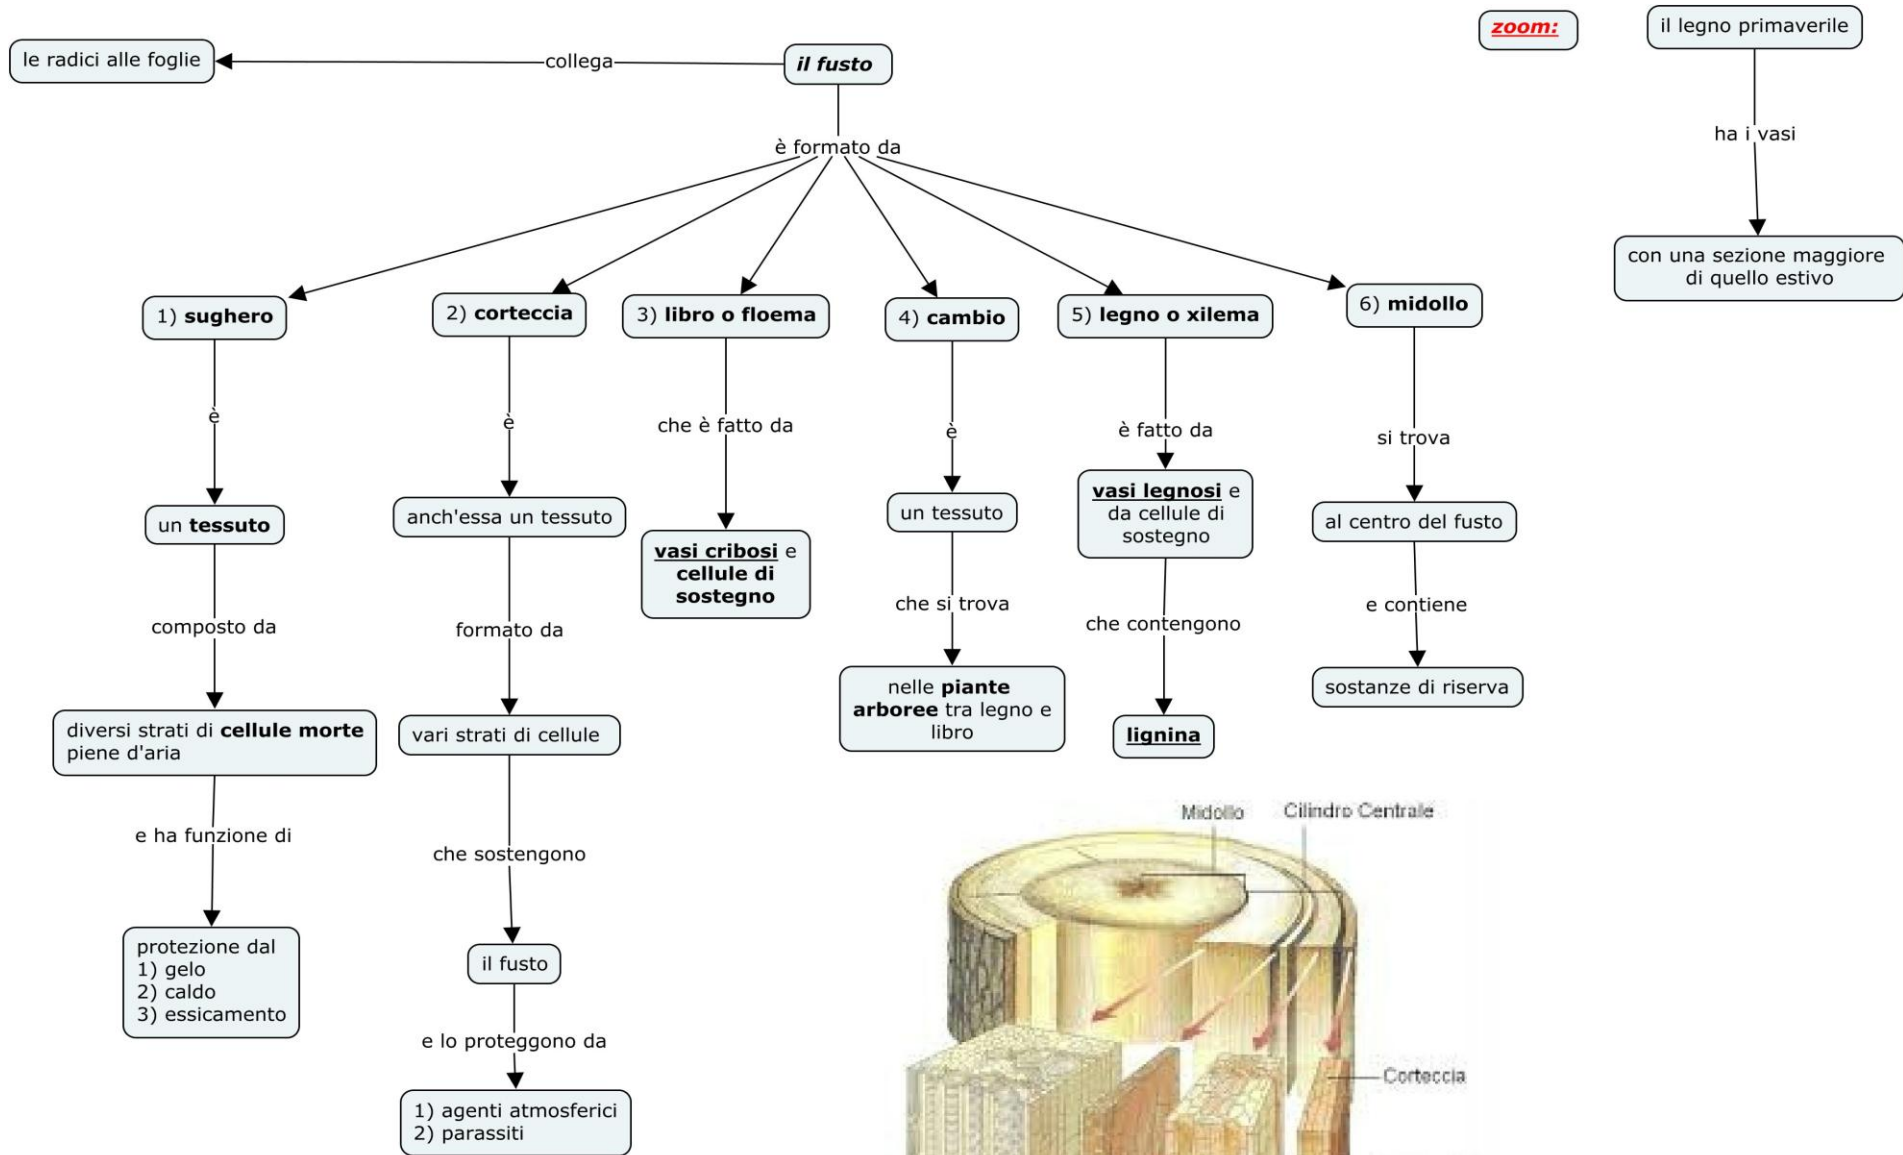 zoom:
il legno primaverile
le radici alle foglie
collega
il fusto
ha i vasi
è formato da
con una sezione maggiore
di quello estivo
1) sughero
2) corteccia
3) libro o floema
4) cambio
5) legno o xilema
6) midollo
è
un tessuto
composto da
diversi strati di cellule morte
piene d'aria
e ha funzione di
protezione dal
1) gelo
2) caldo
3) essicamento
è
anch'essa un tessuto
formato da
vari strati di cellule
che sostengono
il fusto
e lo proteggono da
1) agenti atmosferici
2) parassiti
che è fatto da
vasi cribosi e
cellule di
sostegno
è
un tessuto
che si trova
nelle piante
arboree tra legno e
libro
è fatto da
vasi legnosi e
da cellule di
sostegno
che contengono
lignina
si trova
al centro del fusto
e contiene
sostanze di riserva
Midollo
Cilindro Centrale
Corteccia